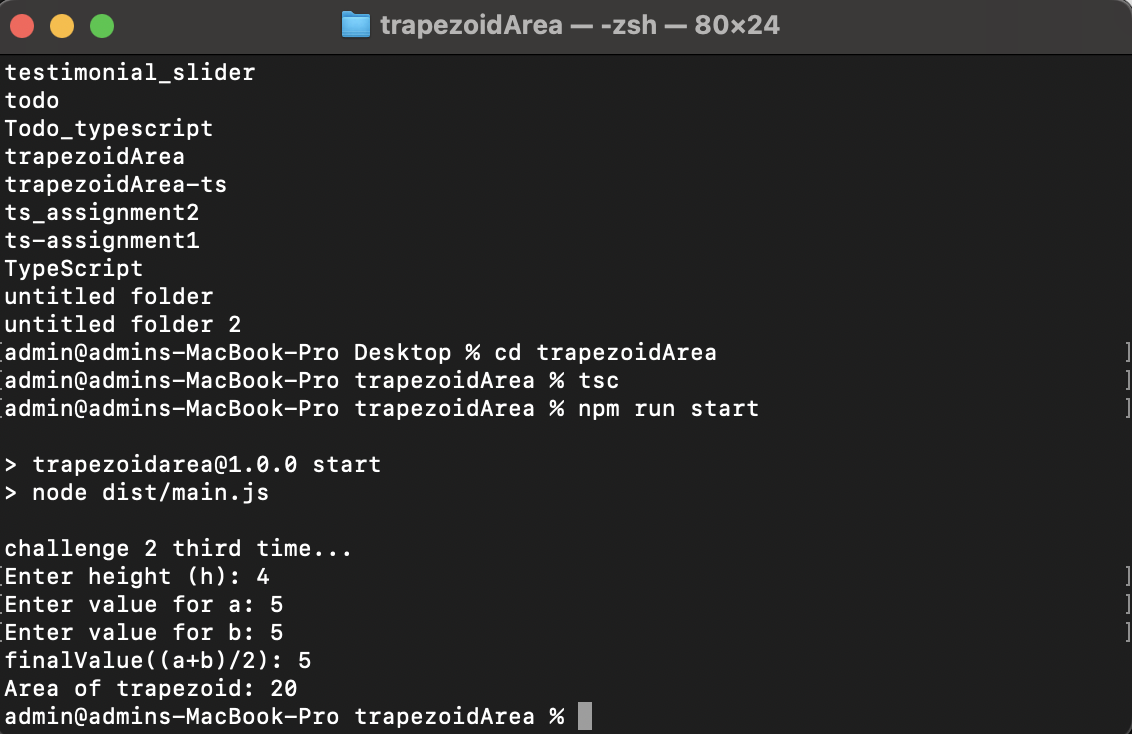 trapezoidArea — -zsh — 80×24
testimonial_slider
todo
Todo_typescript
trapezoidArea
trapezoidArea-ts
ts_assignment2
ts-assignment1
TypeScript
untitled folder
untitled folder 2
[admin@admins-MacBook-Pro Desktop % cd trapezoidArea ]
[admin@admins-MacBook-Pro trapezoidArea % tsc ]
[admin@admins-MacBook-Pro trapezoidArea % npm run start ]
> trapezoidarea@1.0.0 start
> node dist/main.js
challenge 2 third time...
[Enter height (h): 4 ]
[Enter value for a: 5 ]
[Enter value for b: 5 ]
finalValue((a+b)/2): 5
Area of trapezoid: 20
admin@admins-MacBook-Pro trapezoidArea %